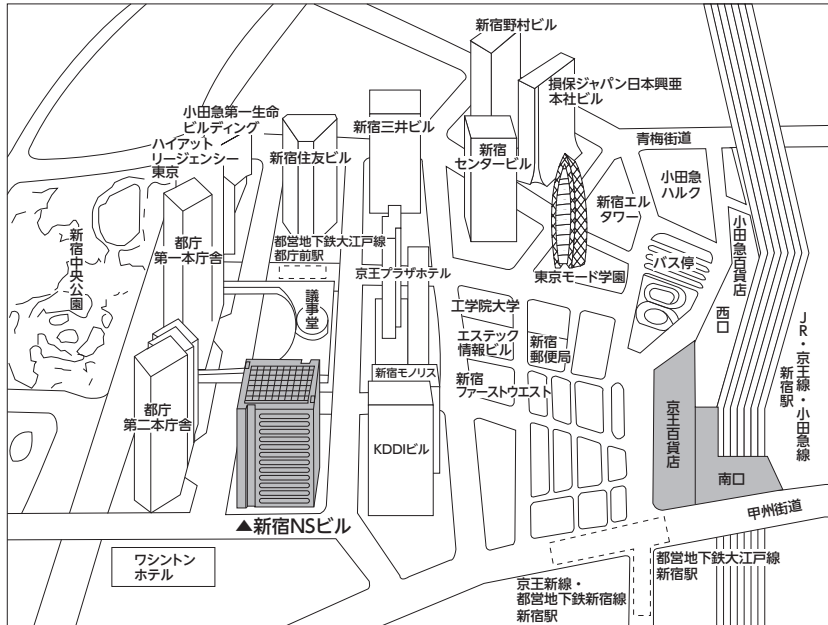 新宿野村ビル
損保ジャパン日本興亜
本社ビル
小田急第一生命
ビルディング
ハイアット
リージェンシー
東京
新宿住友ビル
新宿三井ビル
新宿
センタービル
青梅街道
小田急
ハルク
新宿エル
タワー
小田急百貨店
新宿中央公園
都庁
第一本庁舎
都営地下鉄大江戸線
都庁前駅
京王プラザホテル
東京モード学園
バス停
西口
JR・京王線・小田急線
新宿駅
議事堂
工学院大学
エステック
情報ビル
新宿
郵便局
新宿モノリス
新宿
ファーストウエスト
都庁
第二本庁舎
KDDIビル
京王百貨店
南口
甲州街道
▲新宿NSビル
ワシントン
ホテル
都営地下鉄大江戸線
新宿駅
京王新線・
都営地下鉄新宿線
新宿駅